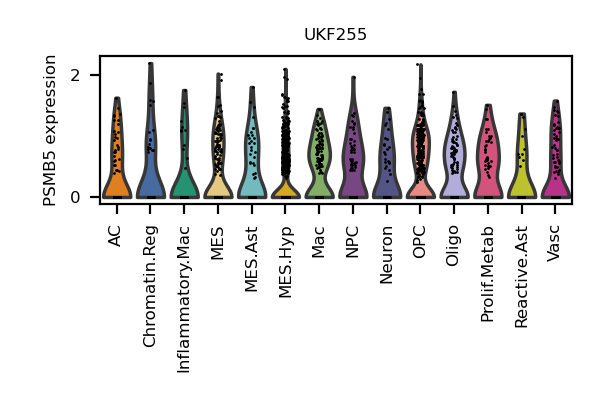 UKF255
PSMB5 expression
2
0
AC
Chromatin.Reg
Inflammatory.Mac
MES
MES.Ast
MES.Hyp
Mac
NPC
Neuron
OPC
Oligo
Prolif.Metab
Reactive.Ast
Vasc